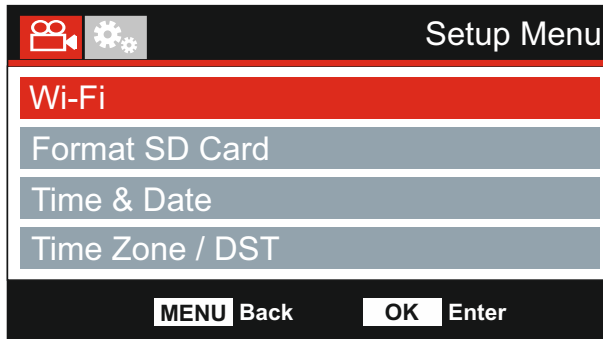 Setup Menu
Wi-Fi
Format SD Card
Time & Date
Time Zone / DST
MENU Back OK Enter